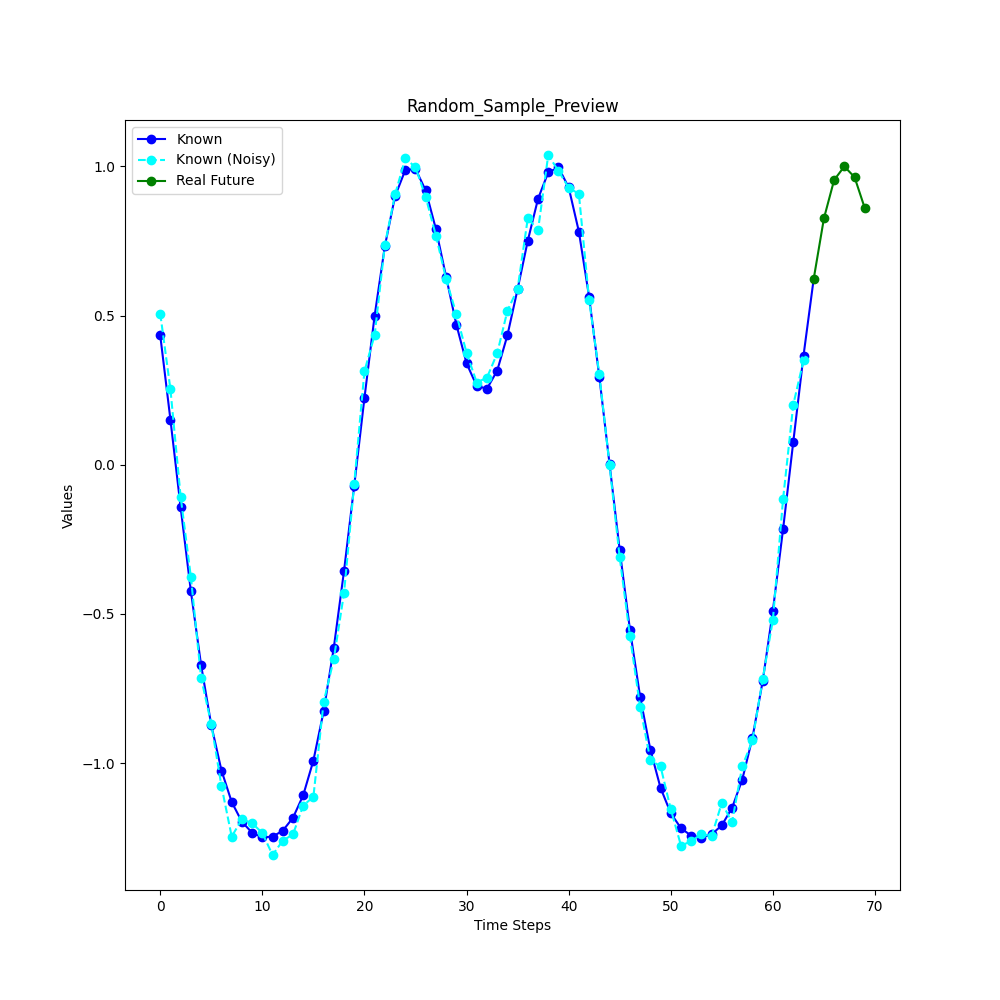 Random_Sample_Preview
Known
Known (Noisy)
Real Future
1.0
0.5
0.0
−0.5
−1.0
Values
0 10 20 30 40 50 60 70
Time Steps